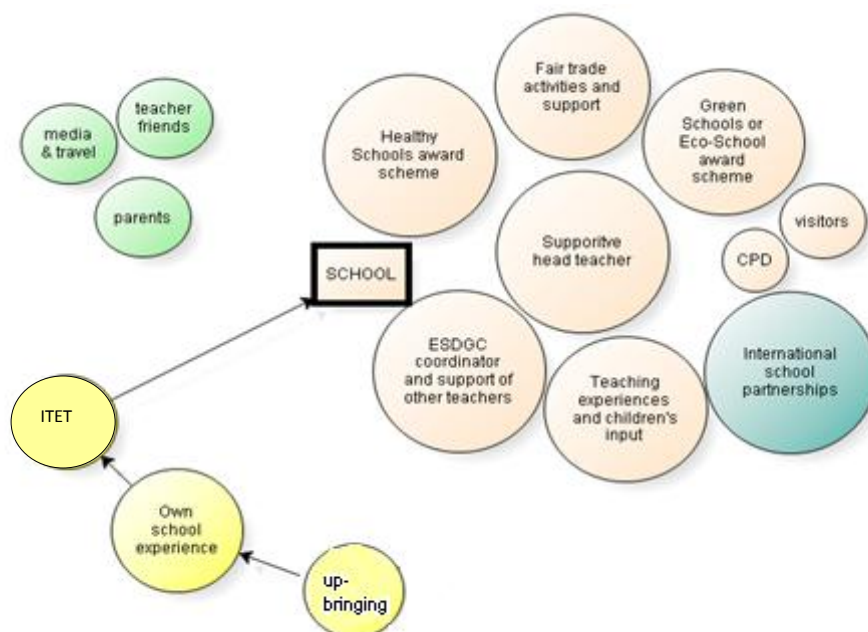 media
& travel
teacher
friends
parents
Healthy
Schools award
scheme
Fair trade
activities and
support
Green
Schools or
Eco-School
award
scheme
visitors
CPD
Supportive
head teacher
SCHOOL
ESDGC
coordinator
and support of
other teachers
Teaching
experiences
and children's
input
International
school
partnerships
ITET
Own
school
experience
up-
bringing